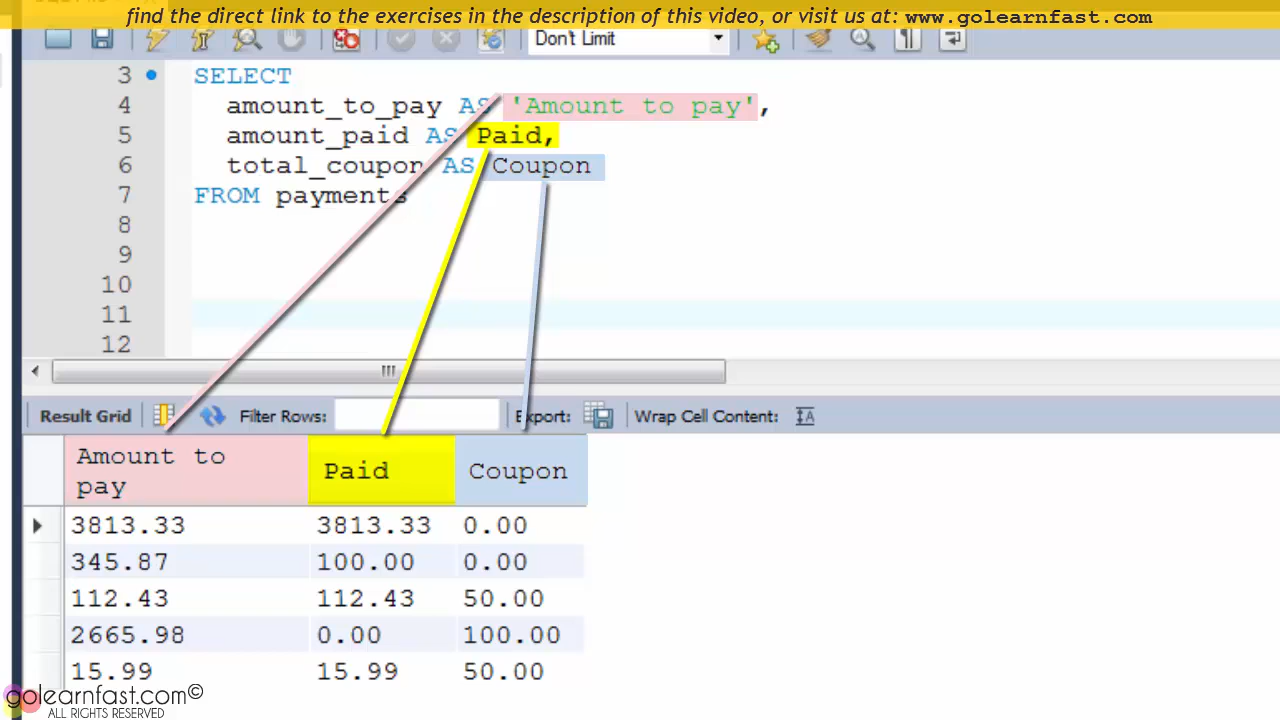 find the direct link to the exercises in the description of this video, or visit us at: www.golearnfast.com
Don't Limit
3 SELECT
4 amount_to_pay AS 'Amount to pay',
5 amount_paid AS Paid,
6 total_coupon AS Coupon
7 FROM payments
8
9
10
11
12
Result Grid Filter Rows: Export: Wrap Cell Content:
Amount to pay Paid Coupon
3813.33 3813.33 0.00
345.87 100.00 0.00
112.43 112.43 50.00
2665.98 0.00 100.00
15.99 15.99 50.00
golearnfast.com©
ALL RIGHTS RESERVED